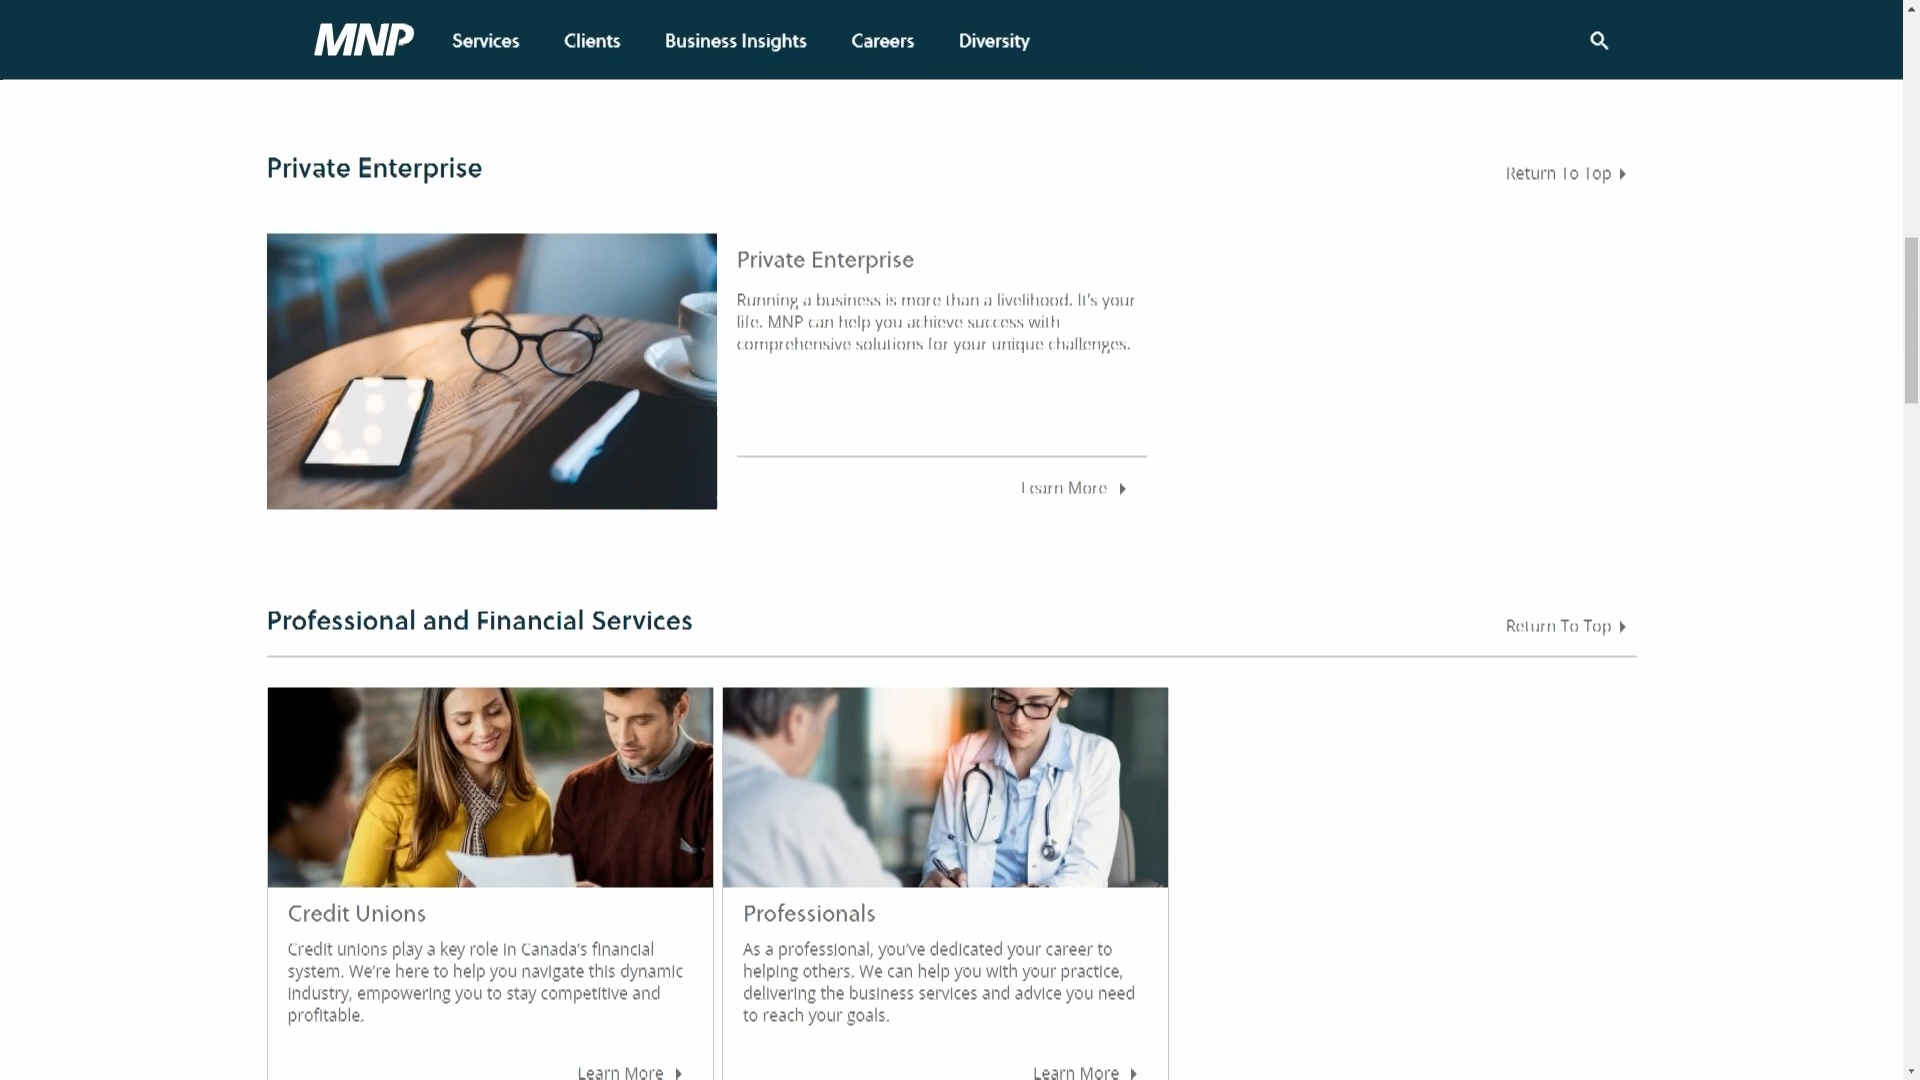 MNP
Services
Clients
Business Insights
Careers
Diversity
Private Enterprise
Return To Top
Private Enterprise
Running a business is more than a livelihood. It's your
life. MNP can help you achieve success with
comprehensive solutions for your unique challenges.
Learn More
Professional and Financial Services
Return To Top
Credit Unions
Credit unions play a key role in Canada's financial
system. We're here to help you navigate this dynamic
industry, empowering you to stay competitive and
profitable.
Learn More
Professionals
As a professional, you've dedicated your career to
helping others. We can help you with your practice,
delivering the business services and advice you need
to reach your goals.
Learn More